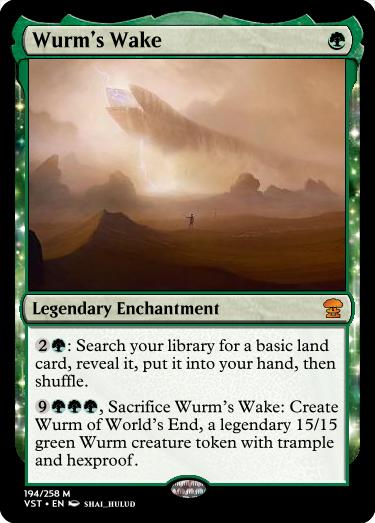 Wurm's Wake
Legendary Enchantment
2: Search your library for a basic land
card, reveal it, put it into your hand, then
shuffle.
9, Sacrifice Wurm's Wake: Create
Wurm of World's End, a legendary 15/15
green Wurm creature token with trample
and hexproof.
194/258 M
VST • EN SHAI_HULUD